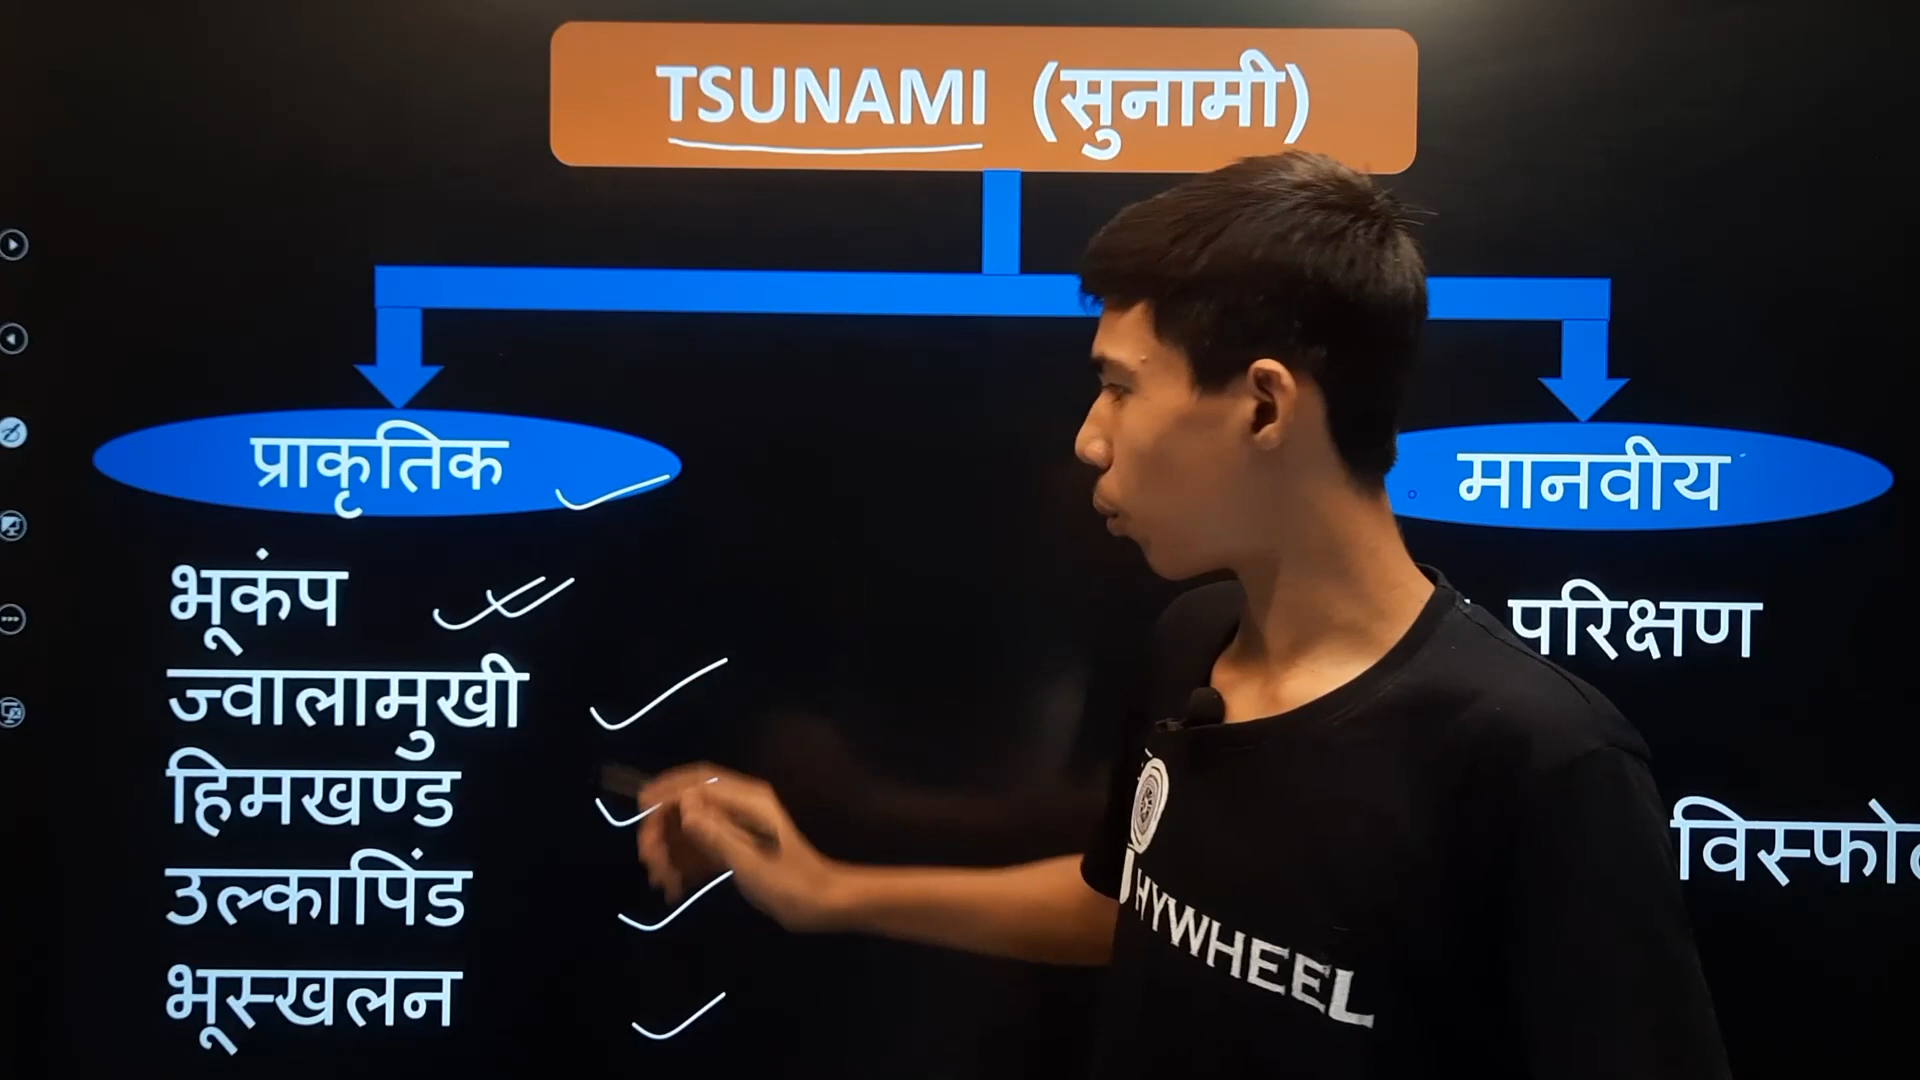 TSUNAMI (सुनामी)
प्राकृतिक
मानवीय
भूकंप
परिक्षण
ज्वालामुखी
हिमखण्ड
उल्कापिंड
भूस्खलन
HYWHEEL